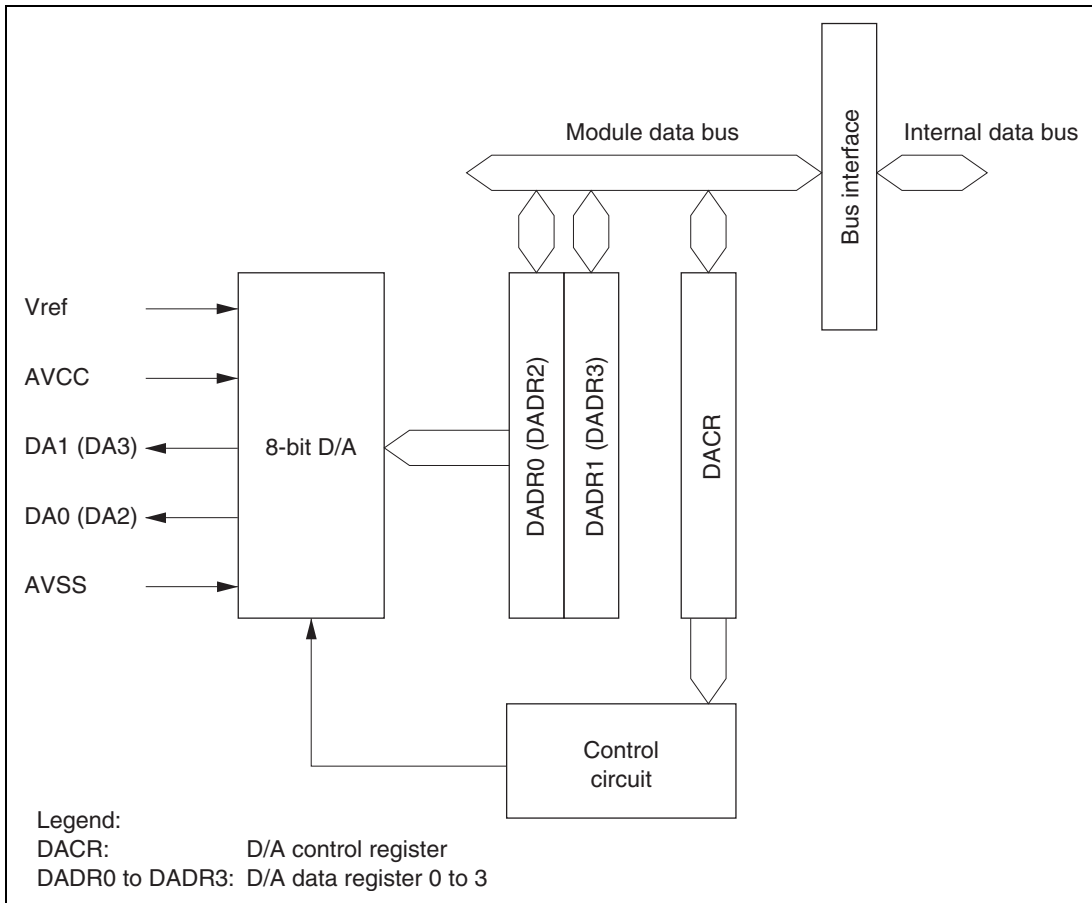 Module data bus
Internal data bus
Bus interface
Vref
AVCC
DA1 (DA3)
DA0 (DA2)
AVSS
8-bit D/A
DADR0 (DADR2)
DADR1 (DADR3)
DACR
Control
circuit
Legend:
DACR: D/A control register
DADR0 to DADR3: D/A data register 0 to 3